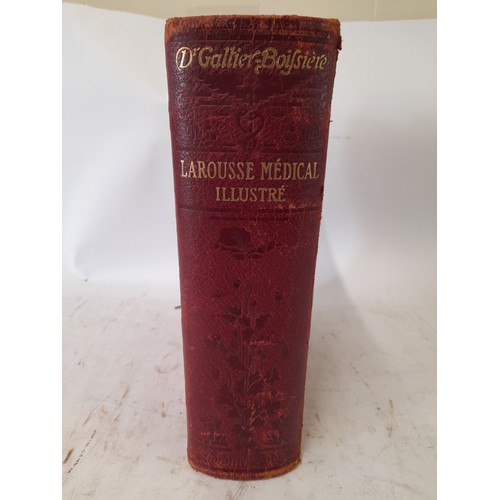 Dr Galtier-Boissière
LAROUSSE MÉDICAL
ILLUSTRÉ